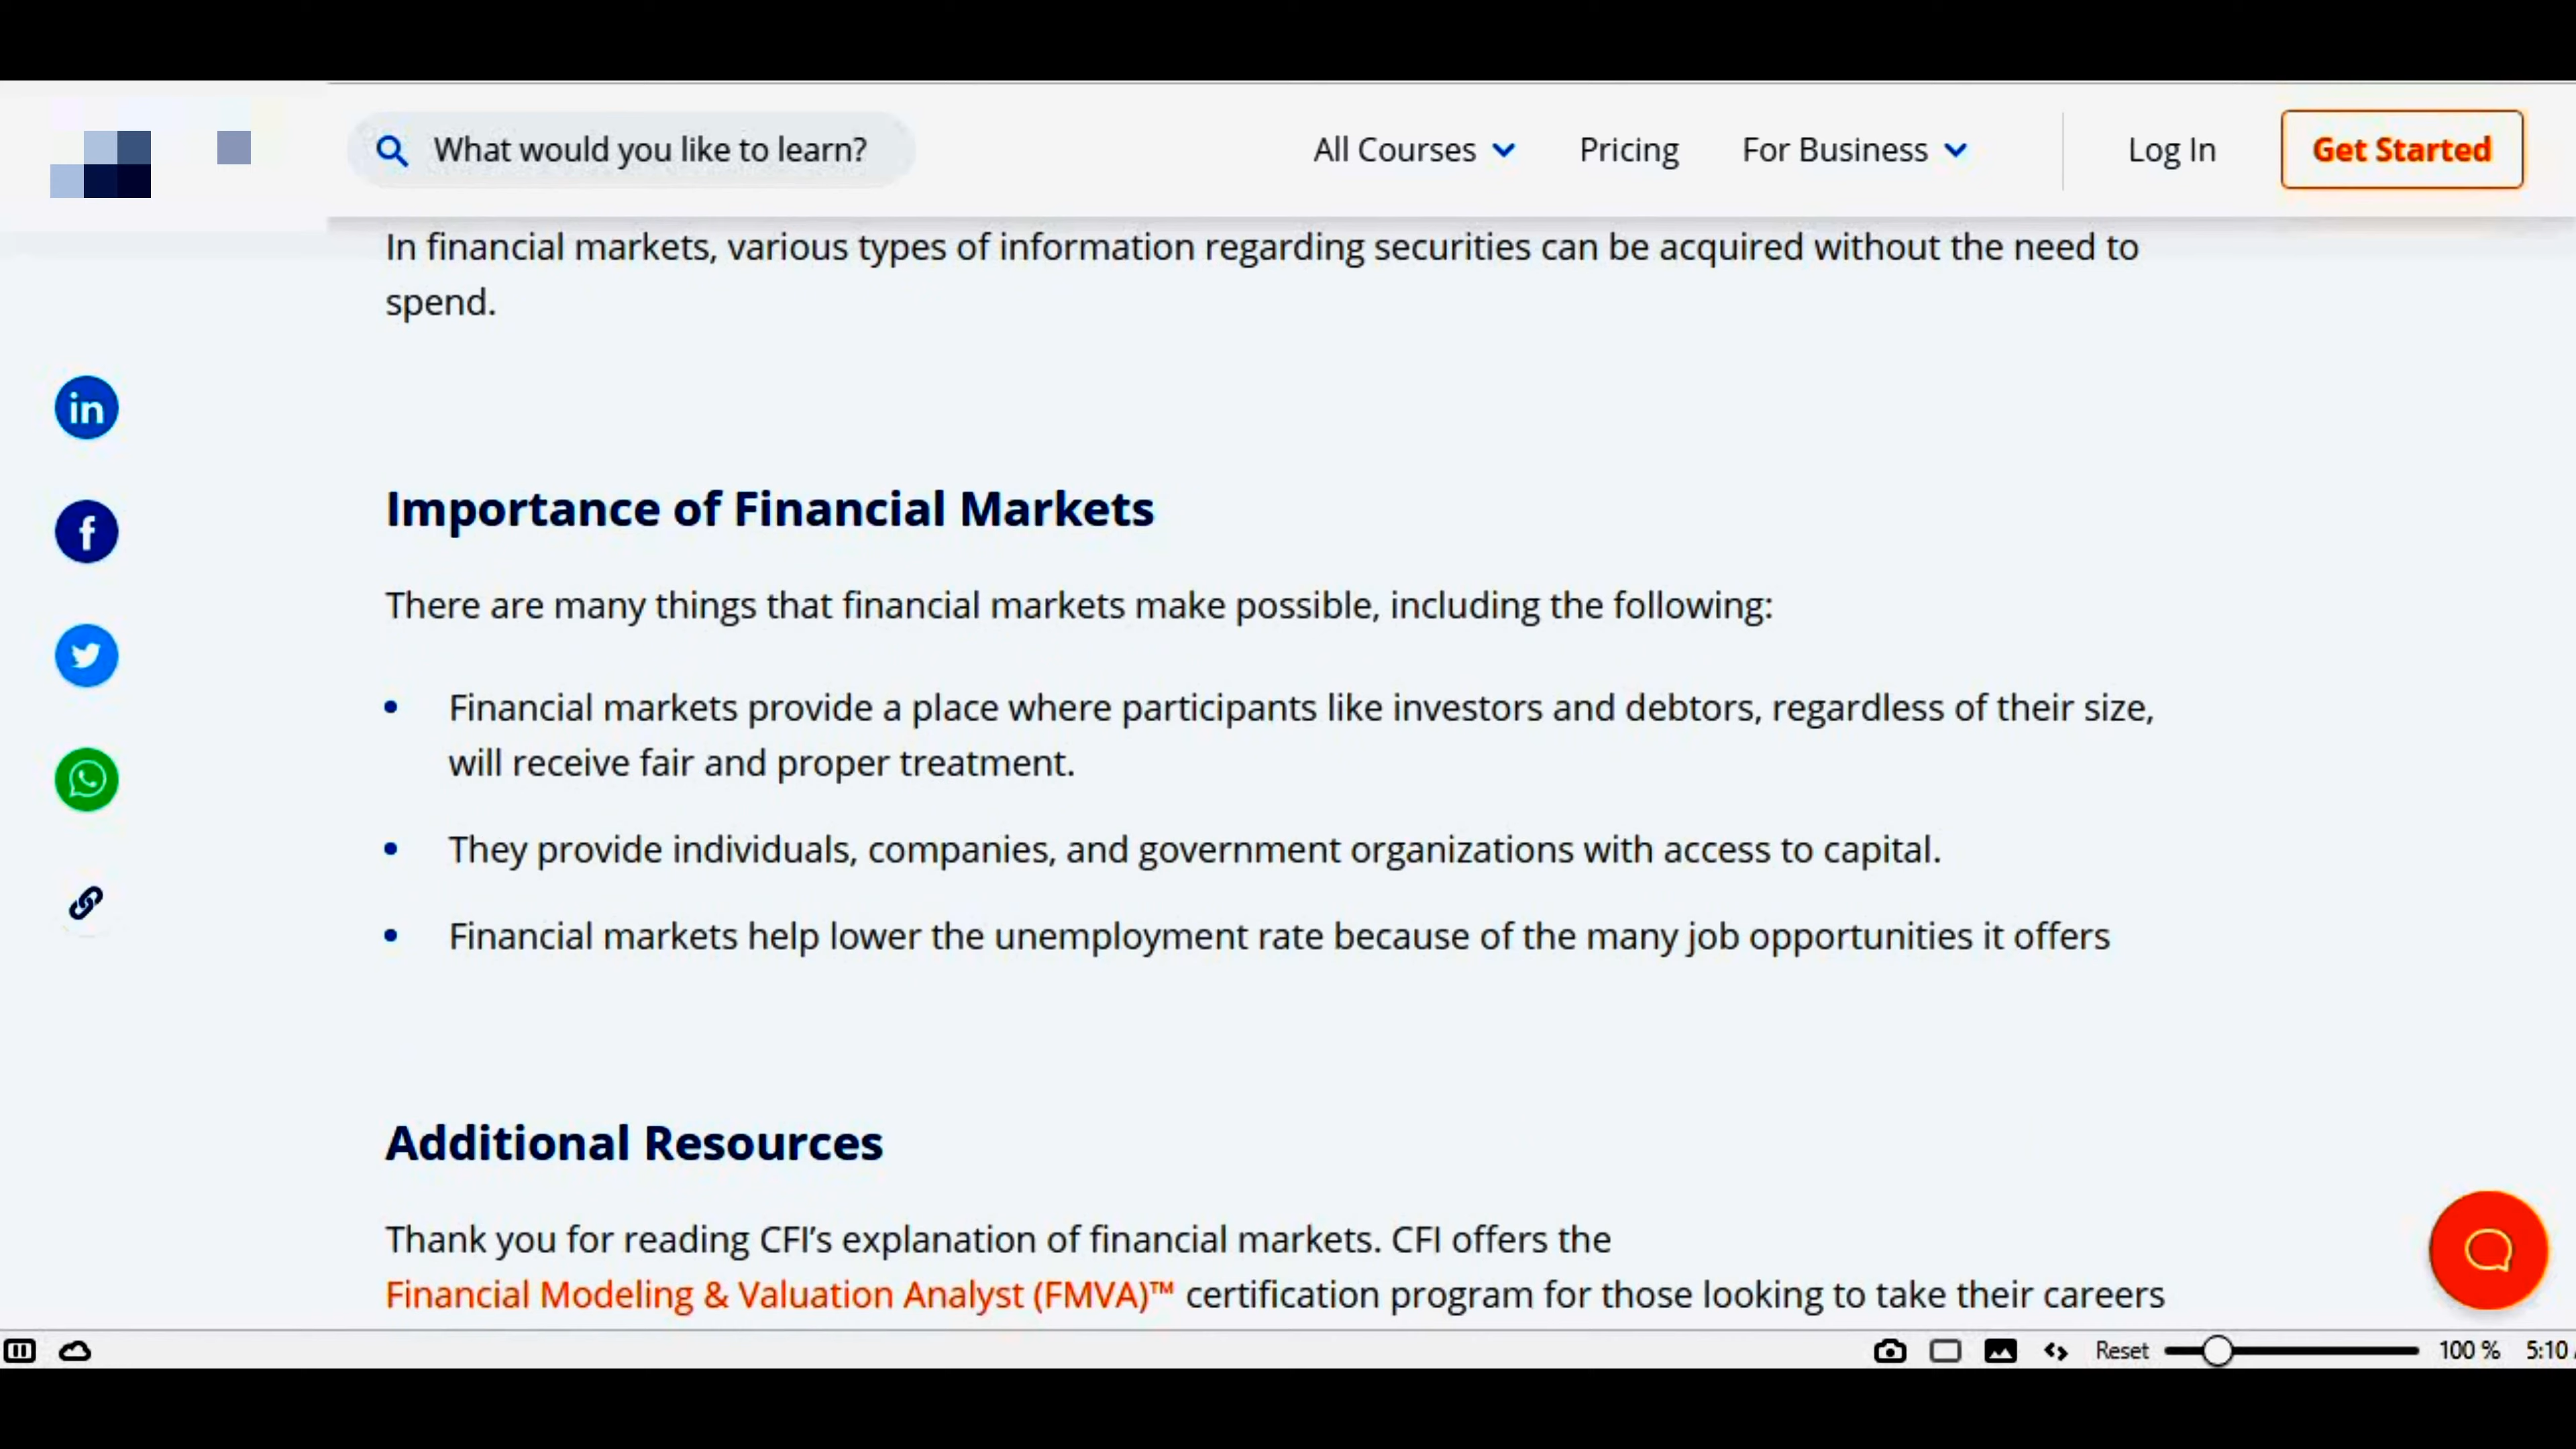 What would you like to learn?
All Courses
Pricing
For Business
Log In
Get Started
In financial markets, various types of information regarding securities can be acquired without the need to
spend.
Importance of Financial Markets
There are many things that financial markets make possible, including the following:
Financial markets provide a place where participants like investors and debtors, regardless of their size,
will receive fair and proper treatment.
They provide individuals, companies, and government organizations with access to capital.
Financial markets help lower the unemployment rate because of the many job opportunities it offers
Additional Resources
Thank you for reading CFI’s explanation of financial markets. CFI offers the
Financial Modeling & Valuation Analyst (FMVA)™ certification program for those looking to take their careers
Reset
100 %
5:10